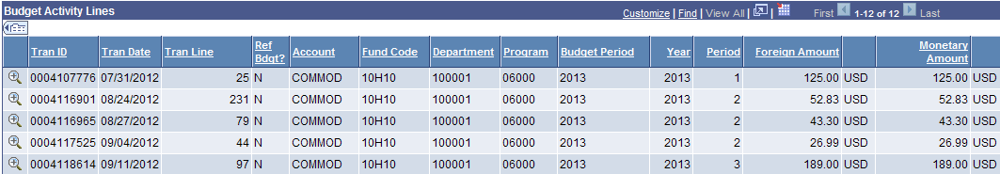 Budget Activity Lines Customize | Find | View All | First 1-12 of 12 Last
Tran ID Tran Date Tran Line Ref Bdgt? Account Fund Code Department Program Budget Period Year Period Foreign Amount Monetary Amount
0004107776 07/31/2012 25 N COMMOD 10H10 100001 06000 2013 2013 1 125.00 USD 125.00 USD
0004116901 08/24/2012 231 N COMMOD 10H10 100001 06000 2013 2013 2 52.83 USD 52.83 USD
0004116965 08/27/2012 79 N COMMOD 10H10 100001 06000 2013 2013 2 43.30 USD 43.30 USD
0004117525 09/04/2012 44 N COMMOD 10H10 100001 06000 2013 2013 2 26.99 USD 26.99 USD
0004118614 09/11/2012 97 N COMMOD 10H10 100001 06000 2013 2013 3 189.00 USD 189.00 USD